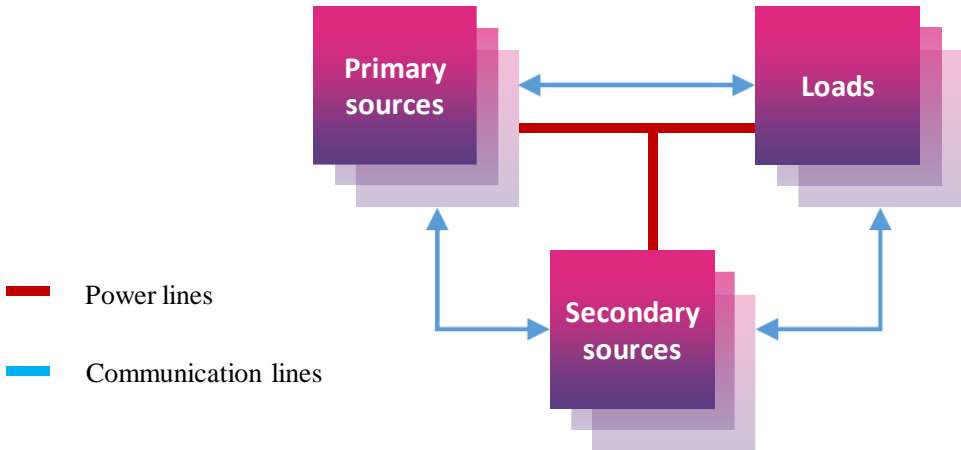 Primary
sources
Loads
Secondary
sources
Power lines
Communication lines